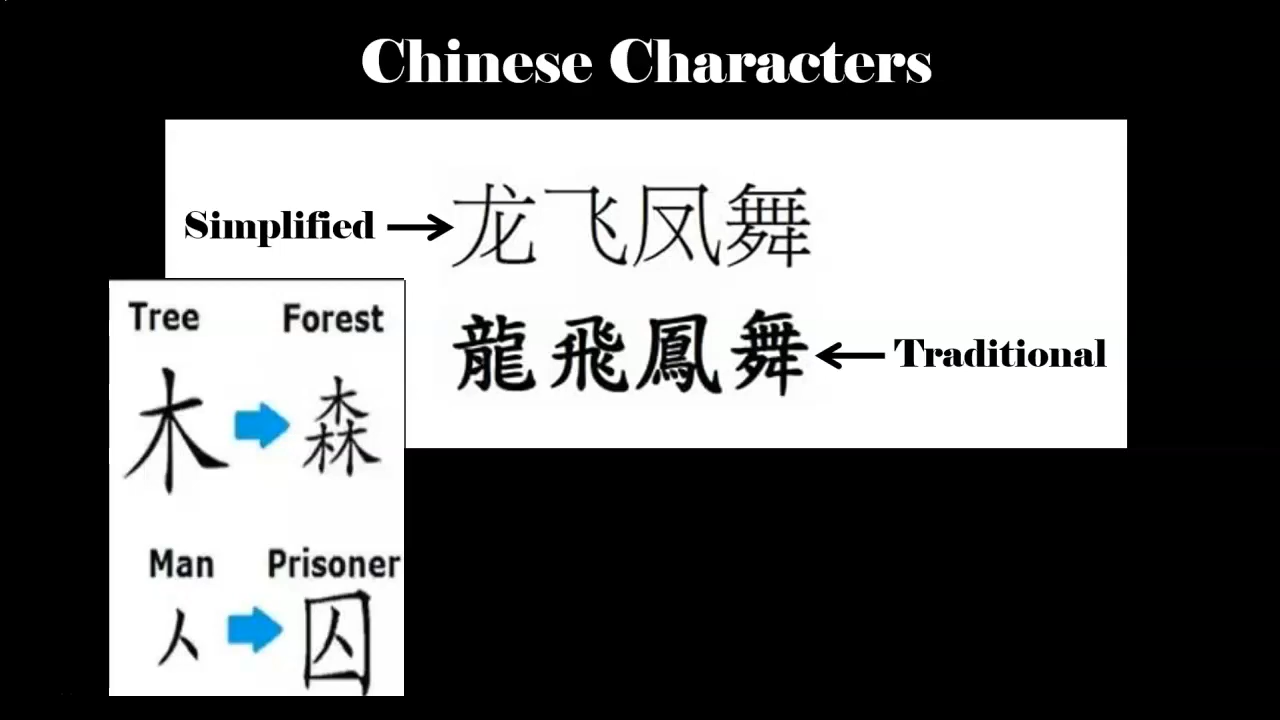 Chinese Characters
Simplified
龙飞凤舞
龍飛鳳舞
Traditional
Tree Forest
木 森
Man Prisoner
人 囚